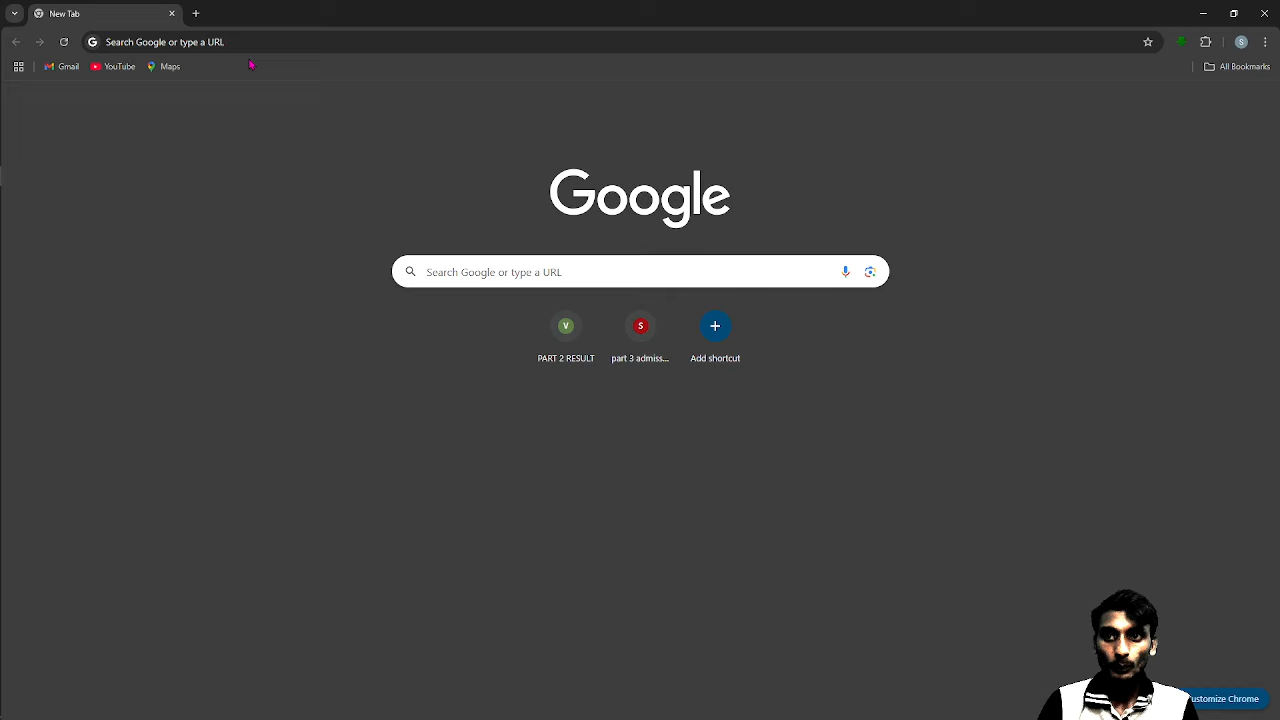 New Tab
Search Google or type a URL
S
Gmail
YouTube
Maps
All Bookmarks
Google
Search Google or type a URL
V
S
PART 2 RESULT
part 3 admiss...
Add shortcut
ustomize Chrome